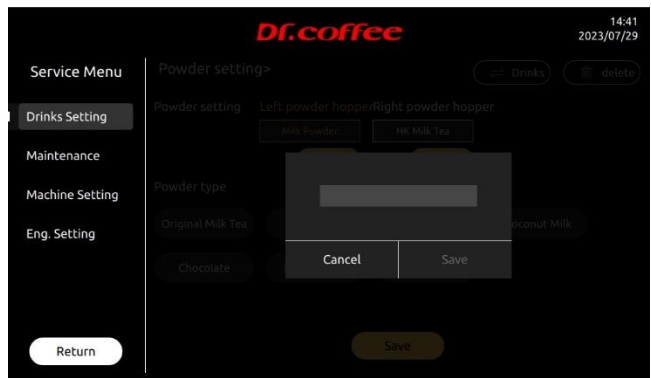 Dr.coffee
14:41
2023/07/29
Service Menu
Drinks Setting
Maintenance
Machine Setting
Eng. Setting
Return
Powder setting>
Drinks
delete
Powder setting
Left powder hopper
Right powder hopper
Milk Powder
HK Milk Tea
Powder type
Original Milk Tea
oconut Milk
Chocolate
Cancel
Save
Save